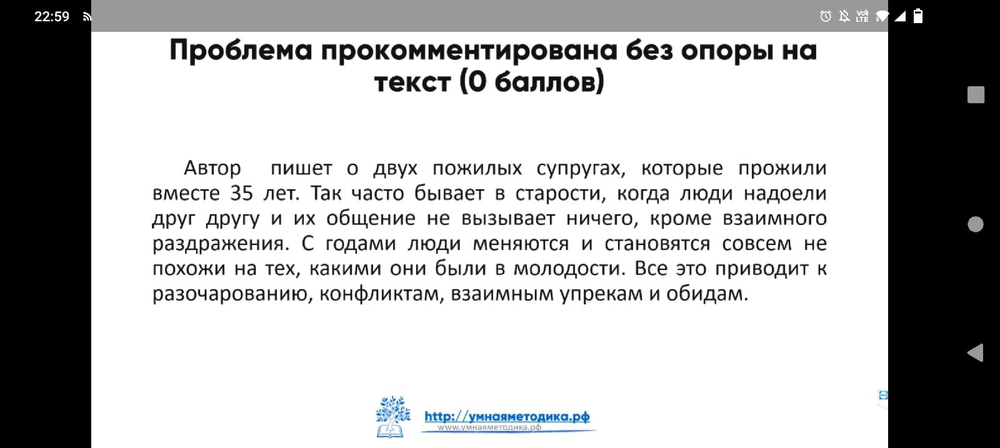 22:59
Vo))
LTE
Проблема прокомментирована без опоры на
текст (0 баллов)
Автор пишет о двух пожилых супругах, которые прожили
вместе 35 лет. Так часто бывает в старости, когда люди надоели
друг другу и их общение не вызывает ничего, кроме взаимного
раздражения. С годами люди меняются и становятся совсем не
похожи на тех, какими они были в молодости. Все это приводит к
разочарованию, конфликтам, взаимным упрекам и обидам.
http://умнаяметодика.рф
www.умнаяметодика.рф